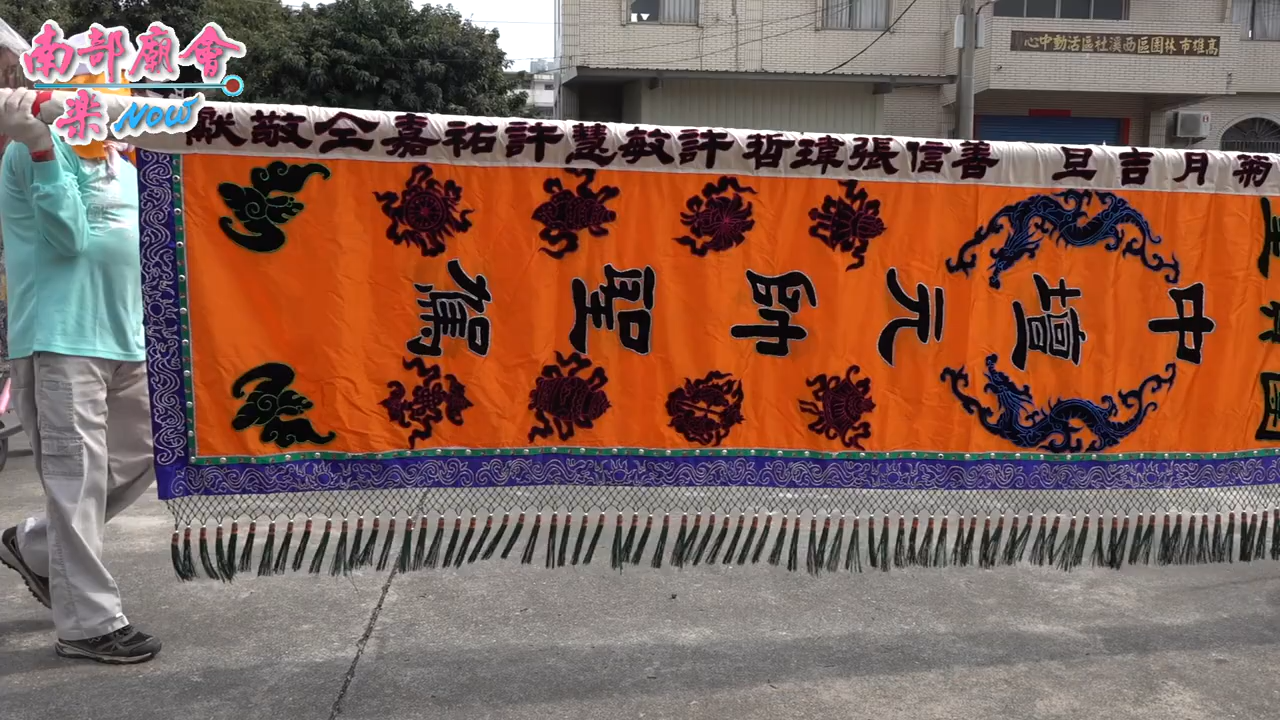 南部廟會
楽 NOW
高雄市林園區西溪社區活動中心
菊月吉旦 善信張瑋哲許敏慧許祐嘉仝敬獻
中壇元帥聖駕